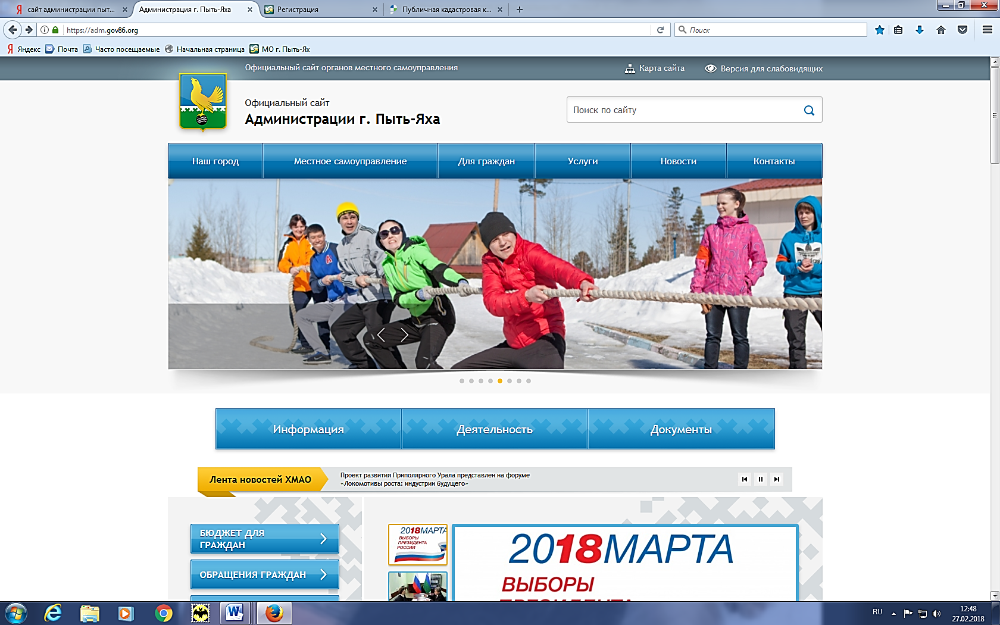 сайт администрации пыт...
Администрация г. Пыть-Яха
Регистрация
Публичная кадастровая к...
https://adm.gov86.org
Поиск
Яндекс
Почта
Часто посещаемые
Начальная страница
МО г. Пыть-Ях
Официальный сайт органов местного самоуправления
Карта сайта
Версия для слабовидящих
Официальный сайт
Администрации г. Пыть-Яха
Поиск по сайту
Наш город
Местное самоуправление
Для граждан
Услуги
Новости
Контакты
adidas
Информация
Деятельность
Документы
Лента новостей ХМАО
Проект развития Приполярного Урала представлен на форуме
«Локомотивы роста: индустрии будущего»
БЮДЖЕТ ДЛЯ
ГРАЖДАН
ОБРАЩЕНИЯ ГРАЖДАН
2018МАРТА
ВЫБОРЫ
ПРЕЗИДЕНТА
РОССИИ
2018МАРТА
ВЫБОРЫ
ПРЕЗИДЕНТА
RU
12:48
27.02.2018